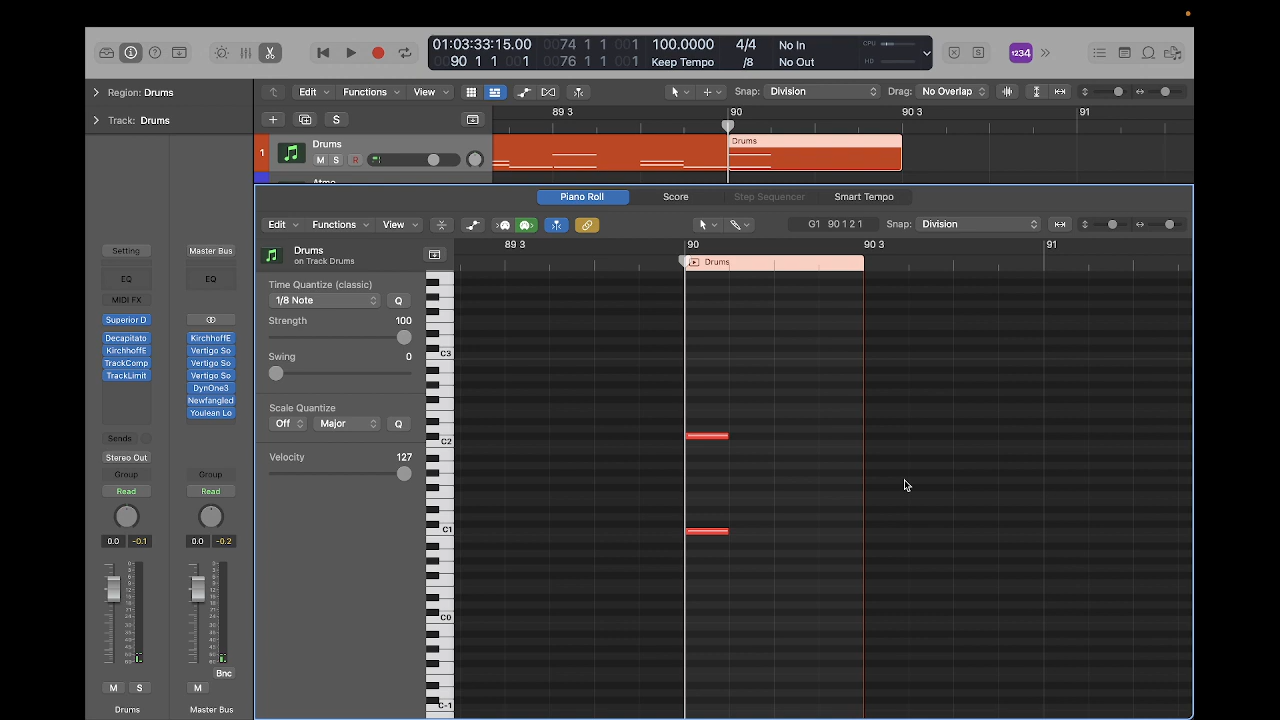 01:03:33:15.00
90 1 1 001
0074 1 1 001
0076 1 1 001
100.0000
Keep Tempo
4/4
/8
No In
No Out
CPU
HD
1234
Region: Drums
Track: Drums
Edit
Functions
View
Snap: Division
Drag: No Overlap
89 3
90
90 3
91
M S
1
Drums
M S R
Drums
Piano Roll
Score
Step Sequencer
Smart Tempo
Edit
Functions
View
G1 90 1 2 1
Snap: Division
Drums
on Track Drums
89 3
90
90 3
91
Drums
Time Quantize (classic)
1/8 Note
Q
Strength 100
Swing 0
Scale Quantize
Off Major Q
Velocity 127
C3
C2
C1
C0
C-1
Setting
EQ
MIDI FX
Superior D
Decapitato
KirchhoffE
TrackComp
TrackLimit
Sends
Stereo Out
Group
Read
0.0 -0.1
M S
Drums
Master Bus
EQ
KirchhoffE
Vertigo So
Vertigo So
Vertigo So
DynOne3
Newfangled
Youlean Lo
Group
Read
0.0 -0.2
Bnc
M
Master Bus